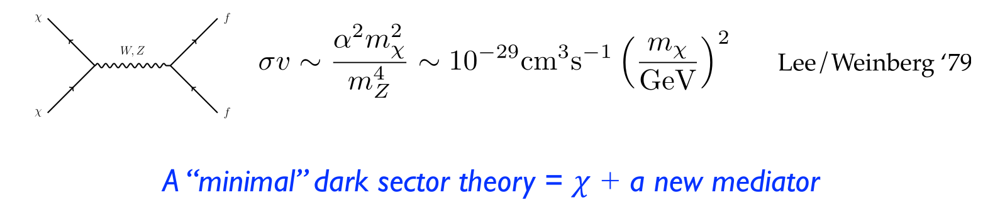 χ f
W, Z
χ f
σv ∼ α²m²_χ / m⁴_Z ∼ 10⁻²⁹cm³s⁻¹ (m_χ / GeV)²
Lee/Weinberg ‘79
A “minimal” dark sector theory = χ + a new mediator